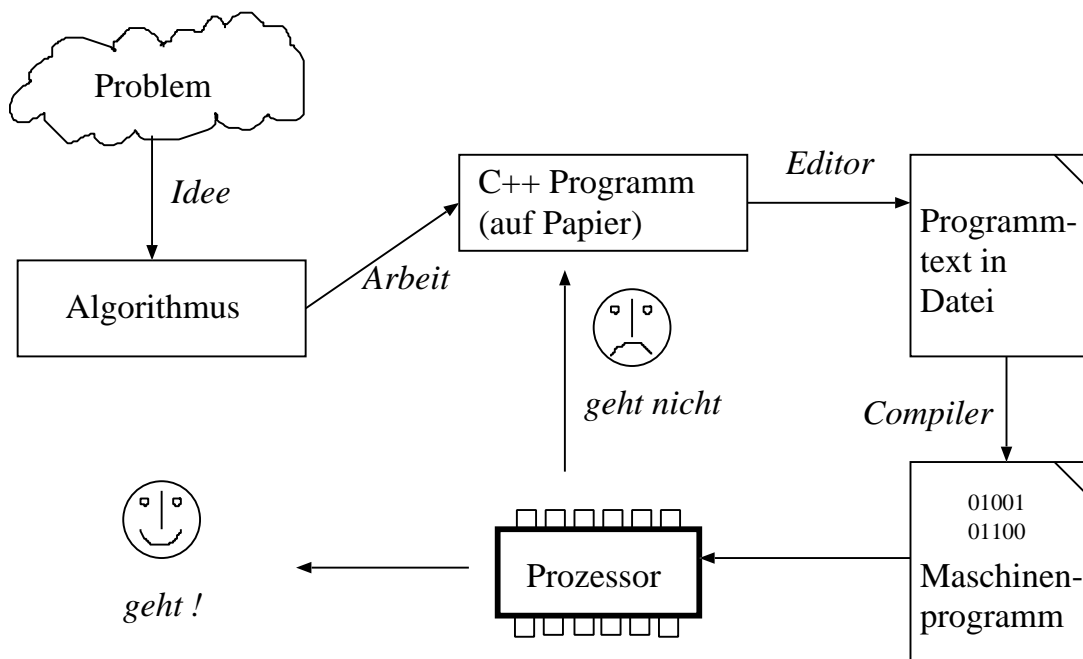 Problem
Idee
Algorithmus
Arbeit
C++ Programm
(auf Papier)
Editor
Programm-
text in
Datei
Compiler
01001
01100
Maschinen-
programm
Prozessor
geht nicht
geht !